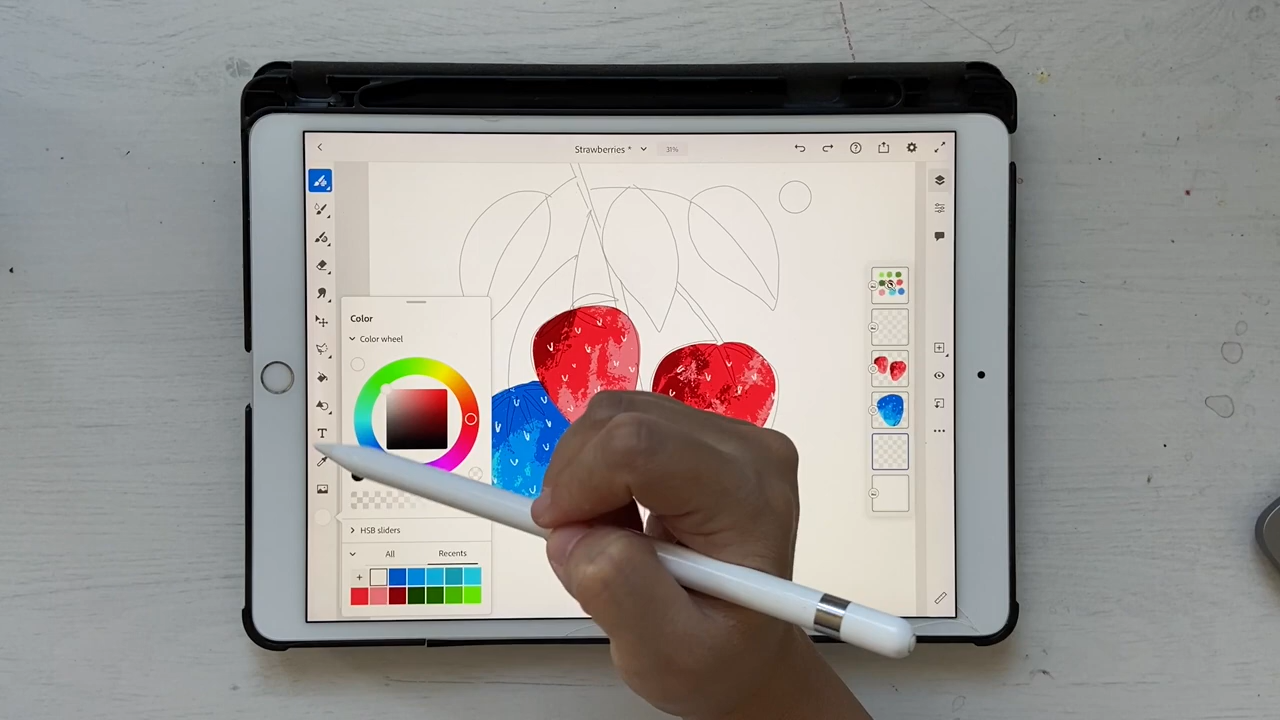 Strawberries *
31%
Color
Color wheel
T
HSB sliders
All
Recents